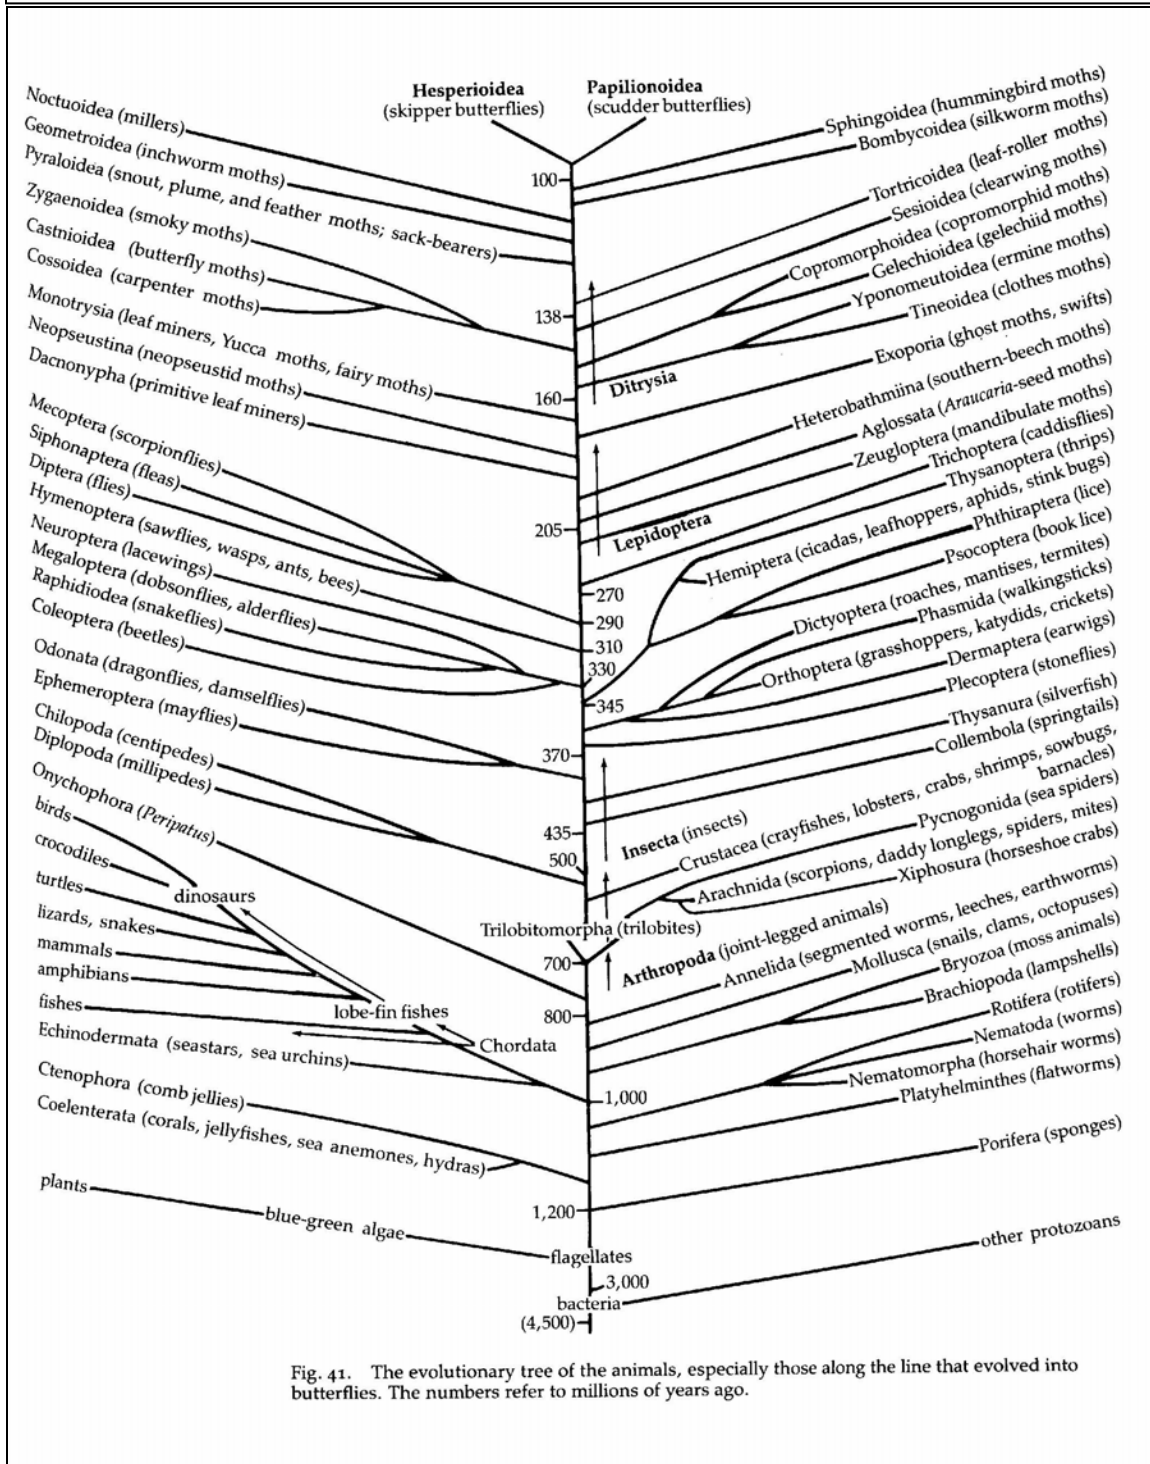 Hesperioidea
(skipper butterflies)
Papilionoidea
(scudder butterflies)
Noctuoidea (millers)
Geometroidea (inchworm moths)
Pyraloidea (snout, plume, and feather moths; sack-bearers)
Zygaenoidea (smoky moths)
Castnioidea (butterfly moths)
Cossoidea (carpenter moths)
Monotrysia (leaf miners, Yucca moths, fairy moths)
Neopseustina (neopseustid moths)
Dacnonypha (primitive leaf miners)
Mecoptera (scorpionflies)
Siphonaptera (fleas)
Diptera (flies)
Hymenoptera (sawflies, wasps, ants, bees)
Neuroptera (lacewings)
Megaloptera (dobsonflies, alderflies)
Raphidiodea (snakeflies)
Coleoptera (beetles)
Odonata (dragonflies, damselflies)
Ephemeroptera (mayflies)
Chilopoda (centipedes)
Diplopoda (millipedes)
Onychophora (Peripatus)
birds
crocodiles
dinosaurs
turtles
lizards, snakes
mammals
amphibians
lobe-fin fishes
fishes
Chordata
Echinodermata (seastars, sea urchins)
Ctenophora (comb jellies)
Coelenterata (corals, jellyfishes, sea anemones, hydras)
plants
blue-green algae
flagellates
bacteria
100
138
160
205
270
290
310
330
345
370
435
500
700
800
1,000
1,200
3,000
(4,500)
Ditrysia
Lepidoptera
Insecta (insects)
Trilobitomorpha (trilobites)
Arthropoda (joint-legged animals)
Sphingoidea (hummingbird moths)
Bombycoidea (silkworm moths)
Tortricoidea (leaf-roller moths)
Sesioidea (clearwing moths)
Copromorphoidea (copromorphid moths)
Gelechioidea (gelechiid moths)
Yponomeutoidea (ermine moths)
Tineoidea (clothes moths)
Exoporia (ghost moths, swifts)
Heterobathmiina (southern-beech moths)
Aglossata (Araucaria-seed moths)
Zeugloptera (mandibulate moths)
Trichoptera (caddisflies)
Thysanoptera (thrips)
Hemiptera (cicadas, leafhoppers, aphids, stink bugs)
Phthiraptera (lice)
Psocoptera (book lice)
Dictyoptera (roaches, mantises, termites)
Phasmida (walkingsticks)
Orthoptera (grasshoppers, katydids, crickets)
Dermaptera (earwigs)
Plecoptera (stoneflies)
Thysanura (silverfish)
Collembola (springtails)
Crustacea (crayfishes, lobsters, crabs, shrimps, sowbugs,
barnacles)
Pycnogonida (sea spiders)
Arachnida (scorpions, daddy longlegs, spiders, mites)
Xiphosura (horseshoe crabs)
Annelida (segmented worms, leeches, earthworms)
Mollusca (snails, clams, octopuses)
Bryozoa (moss animals)
Brachiopoda (lampshells)
Rotifera (rotifers)
Nematoda (worms)
Nematomorpha (horsehair worms)
Platyhelminthes (flatworms)
Porifera (sponges)
other protozoans
Fig. 41. The evolutionary tree of the animals, especially those along the line that evolved into
butterflies. The numbers refer to millions of years ago.